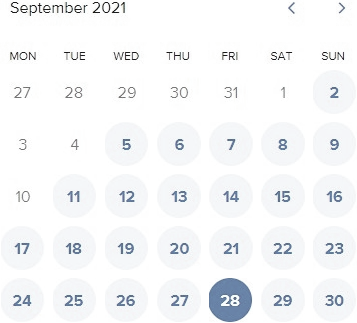 September 2021
MON TUE WED THU FRI SAT SUN
27 28 29 30 31 1 2
3 4 5 6 7 8 9
10 11 12 13 14 15 16
17 18 19 20 21 22 23
24 25 26 27 28 29 30